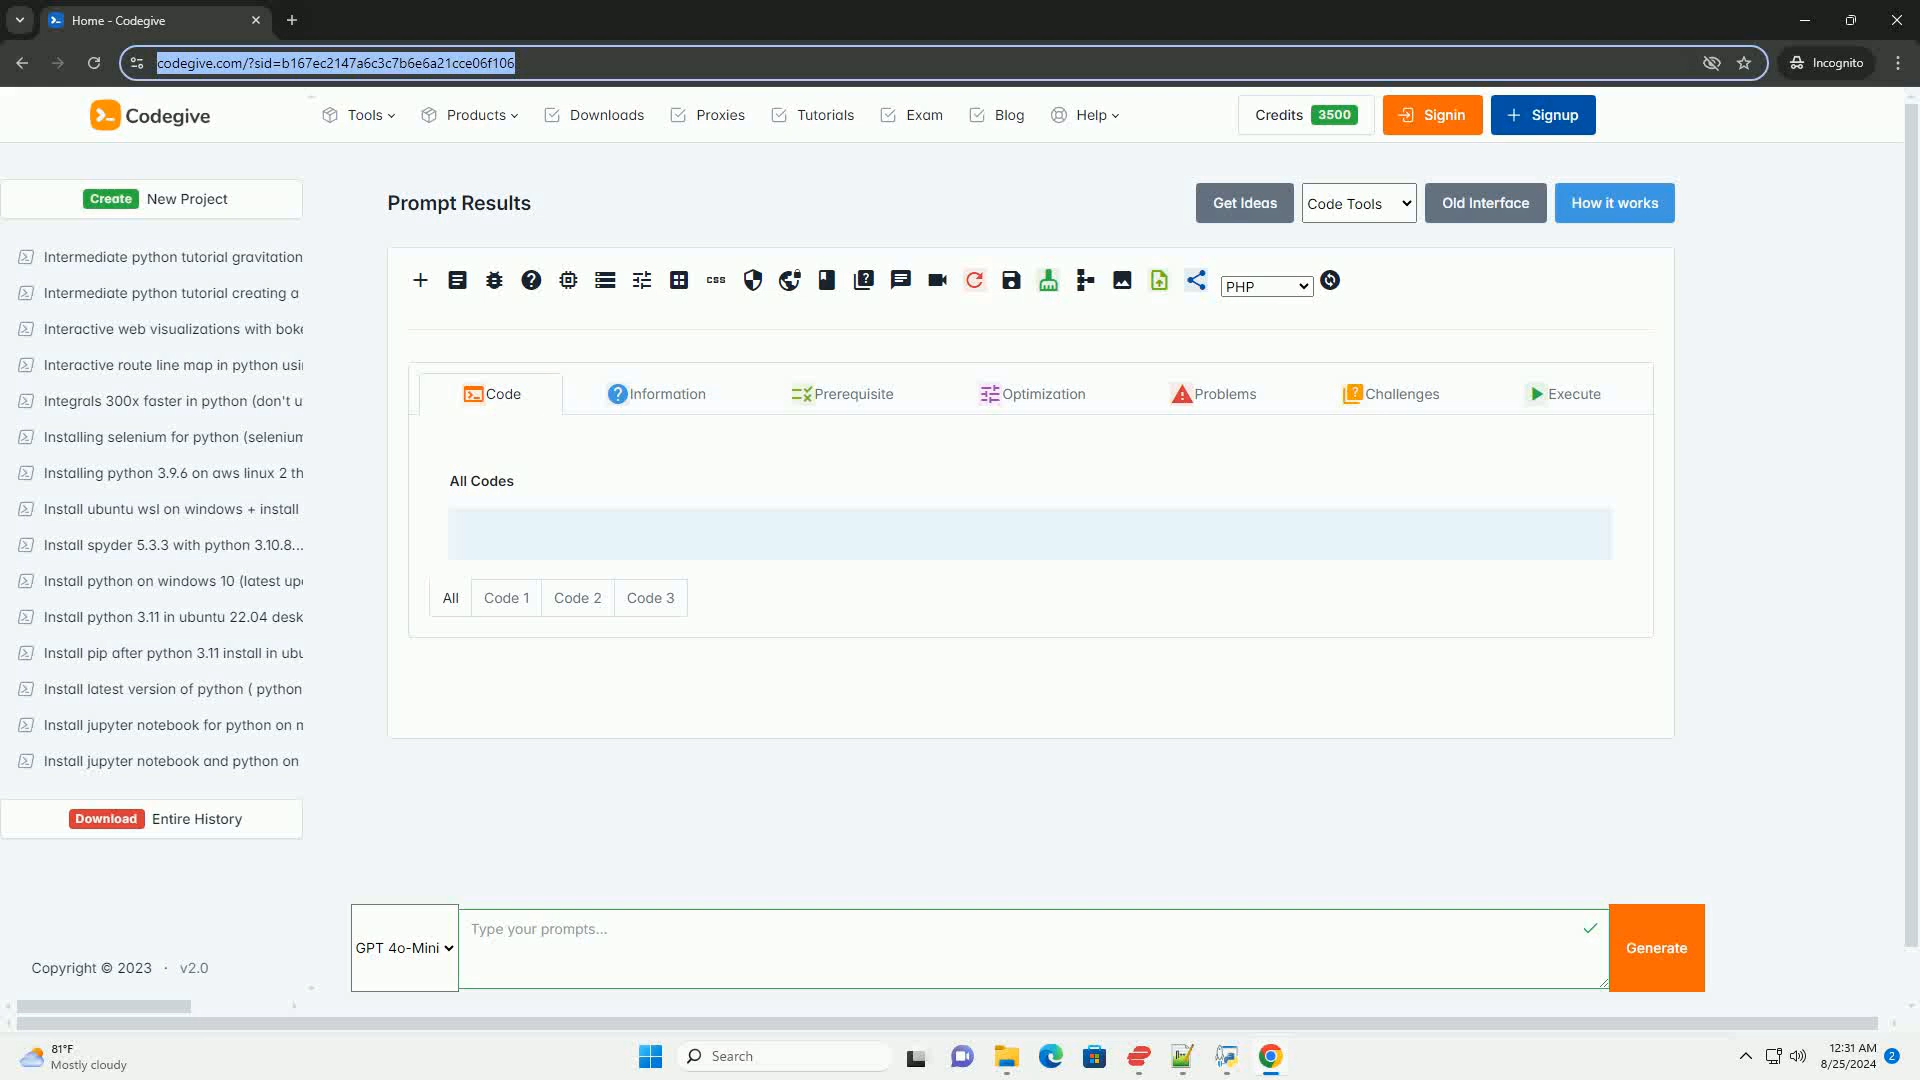 Home - Codegive
codegive.com/?sid=b167ec2147a6c3c7b6e6a21cce06f106
Incognito
Codegive
Tools
Products
Downloads
Proxies
Tutorials
Exam
Blog
Help
Credits 3500
Signin
Signup
Create New Project
Intermediate python tutorial gravitation
Intermediate python tutorial creating a
Interactive web visualizations with boke
Interactive route line map in python usi
Integrals 300x faster in python (don't u
Installing selenium for python (selenium
Installing python 3.9.6 on aws linux 2 th
Install ubuntu wsl on windows + install
Install spyder 5.3.3 with python 3.10.8...
Install python on windows 10 (latest up
Install python 3.11 in ubuntu 22.04 desk
Install pip after python 3.11 install in ubu
Install latest version of python ( python
Install jupyter notebook for python on m
Install jupyter notebook and python on
Download Entire History
Copyright © 2023 · v2.0
Prompt Results
Get Ideas
Code Tools
Old Interface
How it works
css
PHP
Code
Information
Prerequisite
Optimization
Problems
Challenges
Execute
All Codes
All
Code 1
Code 2
Code 3
GPT 4o-Mini
Type your prompts...
Generate
81°F
Mostly cloudy
Search
12:31 AM
8/25/2024
2